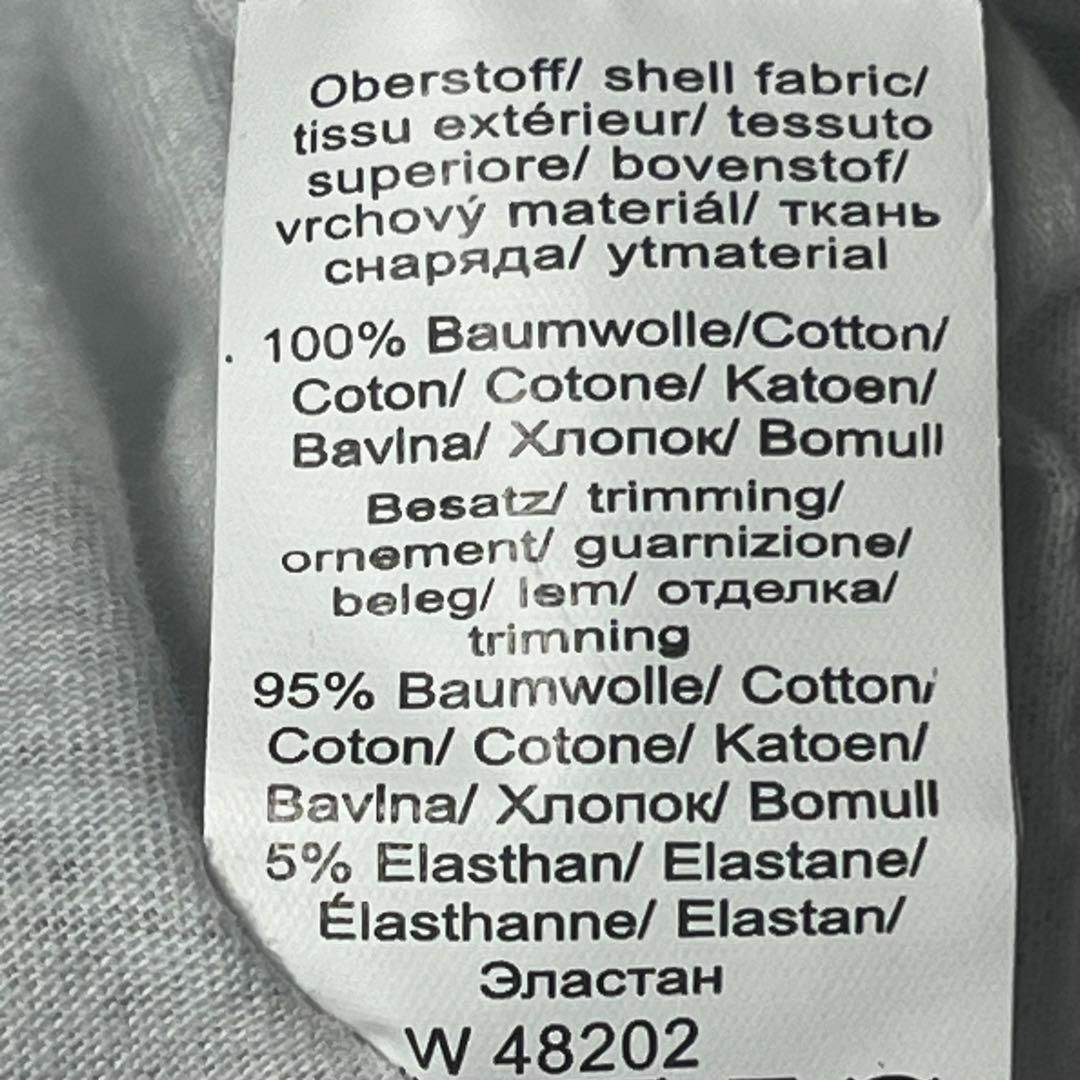 Oberstoff/ shell fabric/
tissu extérieur/ tessuto
superiore/ bovenstof/
vrchový materiál/ ткань
снаряда/ ytmaterial
100% Baumwolle/Cotton/
Coton/ Cotone/ Katoen/
Bavlna/ Хлопок/ Bomull
Besatz/ trimming/
ornement/ guarnizione/
beleg/ lem/ отделка/
trimning
95% Baumwolle/ Cotton/
Coton/ Cotone/ Katoen/
Bavlna/ Хлопок/ Bomull
5% Elasthan/ Elastane/
Élasthanne/ Elastan/
Эластан
W 48202